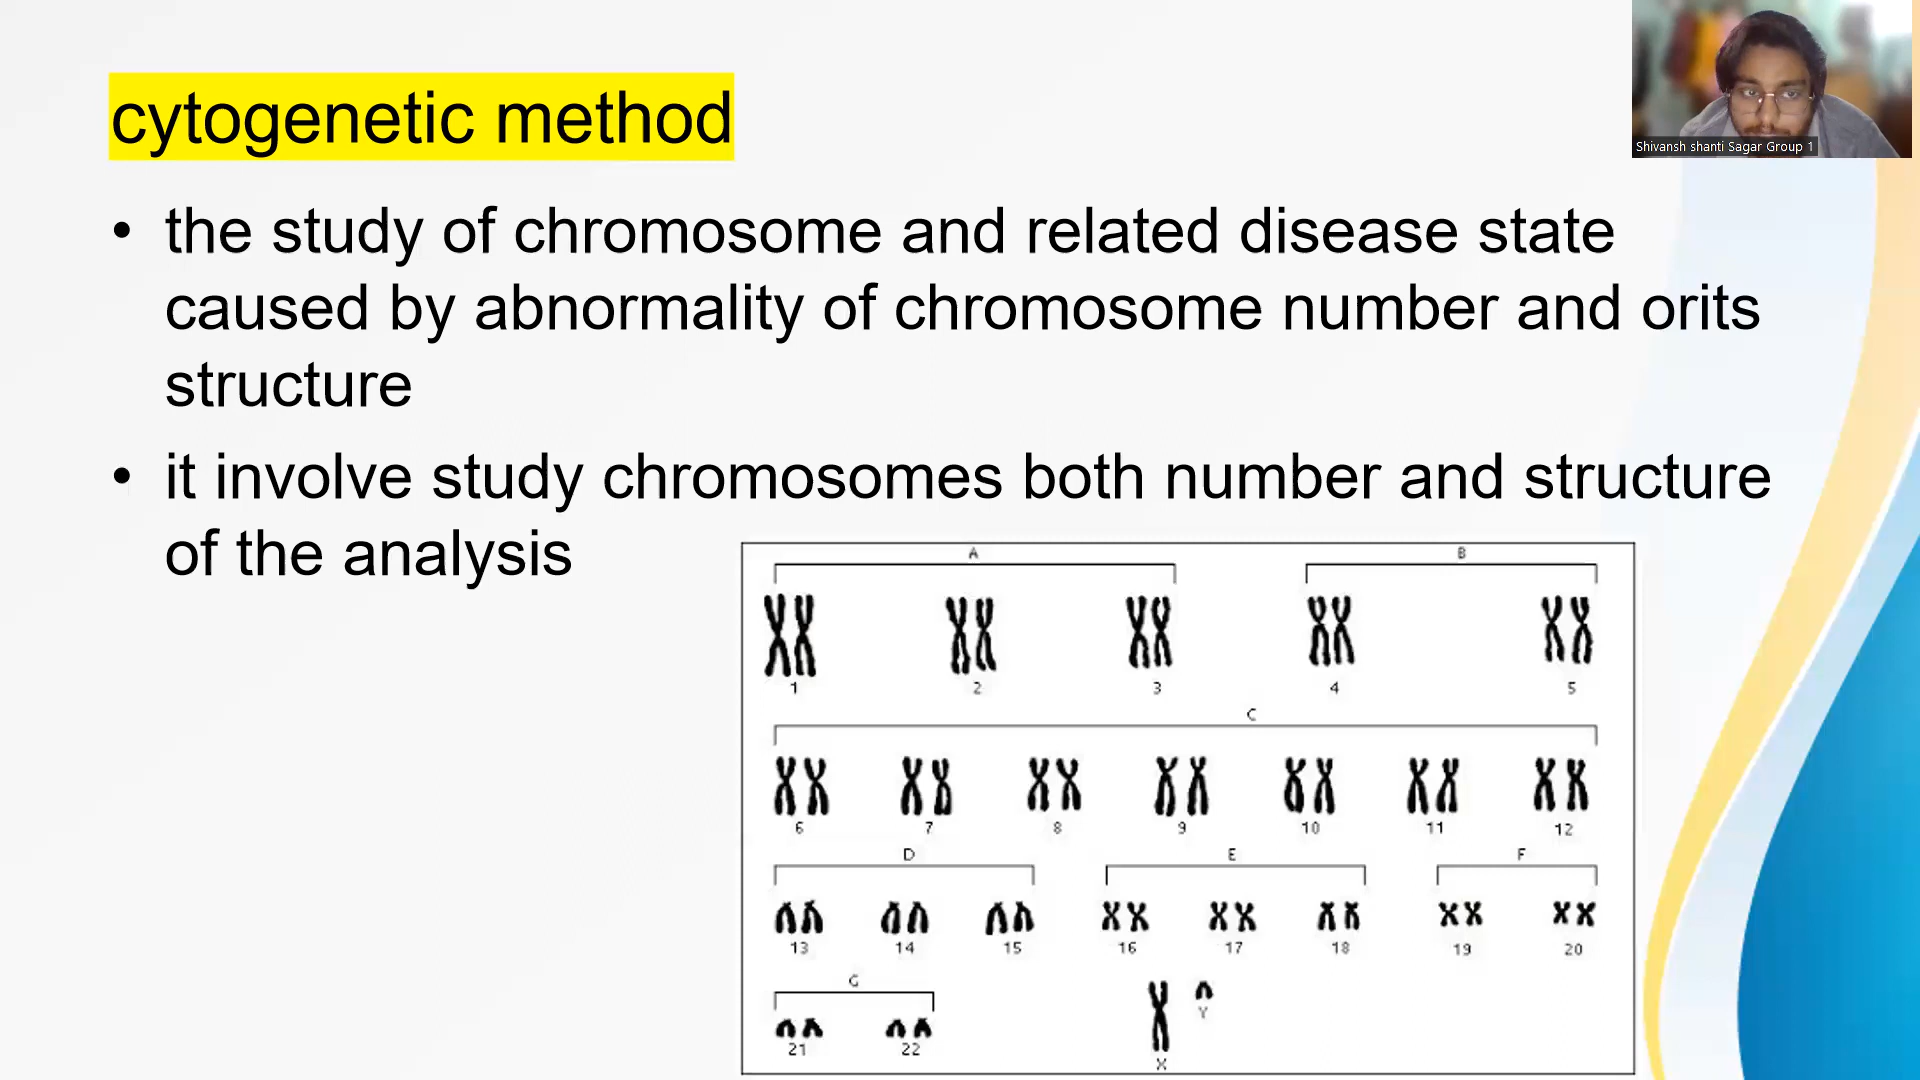 cytogenetic method
Shivansh shanti Sagar Group 1
• the study of chromosome and related disease state
caused by abnormality of chromosome number and orits
structure
• it involve study chromosomes both number and structure
of the analysis
A B
1 2 3 4 5
C
6 7 8 9 10 11 12
D E F
13 14 15 16 17 18 19 20
G
Y
21 22
X